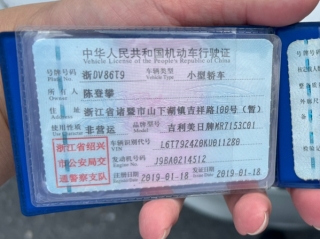 中华人民共和国机动车行驶证
Vehicle License of the People's Republic of China
号牌号码 浙DV86T9 车辆类型 小型轿车
Vehicle Type
所有人 陈登攀
住址 浙江省诸暨市山下湖镇吉祥路100号(暂)
使用性质 非营运 品牌型号 吉利美日牌MR7153C01
浙江省绍兴
市公安局交
通警察支队
车辆识别代号 L6T79Z4Z0KU011280
VIN
发动机号码 J9BA0214512
注册日期 2019-01-18 发证日期 2019-01-18